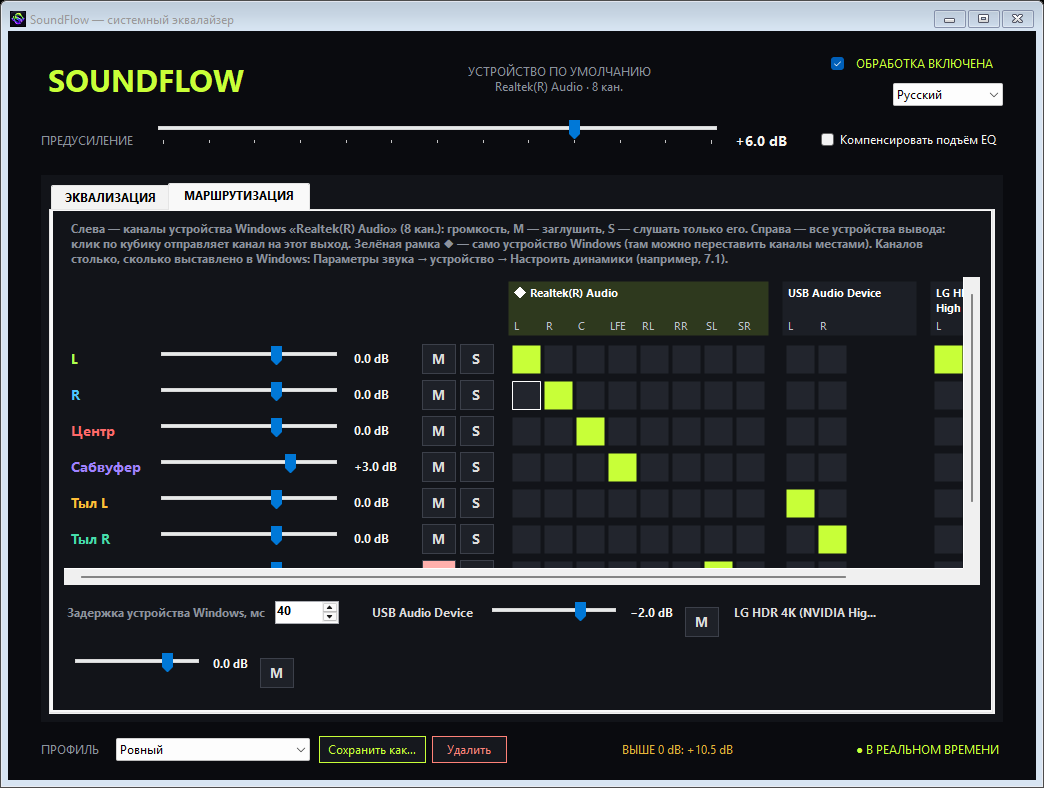 SoundFlow — системный эквалайзер
SOUNDFLOW
УСТРОЙСТВО ПО УМОЛЧАНИЮ
Realtek(R) Audio · 8 кан.
ОБРАБОТКА ВКЛЮЧЕНА
Русский
ПРЕДУСИЛЕНИЕ
+6.0 dB
Компенсировать подъём EQ
ЭКВАЛИЗАЦИЯ
МАРШРУТИЗАЦИЯ
Слева — каналы устройства Windows «Realtek(R) Audio» (8 кан.): громкость, M — заглушить, S — слушать только его. Справа — все устройства вывода:
клик по кубику отправляет канал на этот выход. Зелёная рамка ◆ — само устройство Windows (там можно переставить каналы местами). Каналов
столько, сколько выставлено в Windows: Параметры звука → устройство → Настроить динамики (например, 7.1).
◆ Realtek(R) Audio
L R C LFE RL RR SL SR
USB Audio Device
L R
LG H
High
L
L 0.0 dB M S
R 0.0 dB M S
Центр 0.0 dB M S
Сабвуфер +3.0 dB M S
Тыл L 0.0 dB M S
Тыл R 0.0 dB M S
Задержка устройства Windows, мс 40 USB Audio Device −2.0 dB M LG HDR 4K (NVIDIA Hig...
0.0 dB M
ПРОФИЛЬ Ровный Сохранить как... Удалить ВЫШЕ 0 dB: +10.5 dB ● В РЕАЛЬНОМ ВРЕМЕНИ